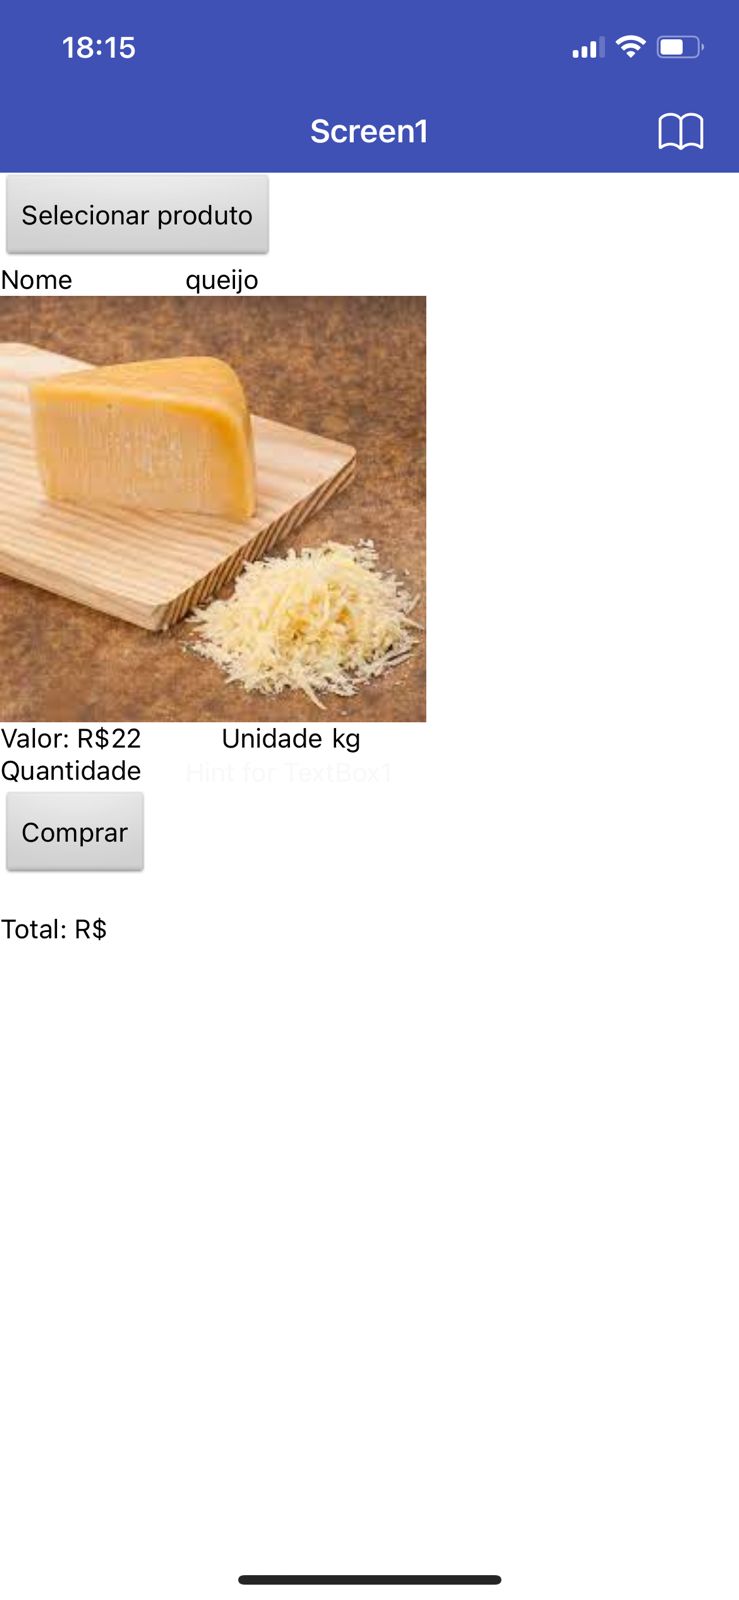 18:15
Screen1
Selecionar produto
Nome queijo
Valor: R$22 Unidade kg
Quantidade Hint for TextBox1
Comprar
Total: R$